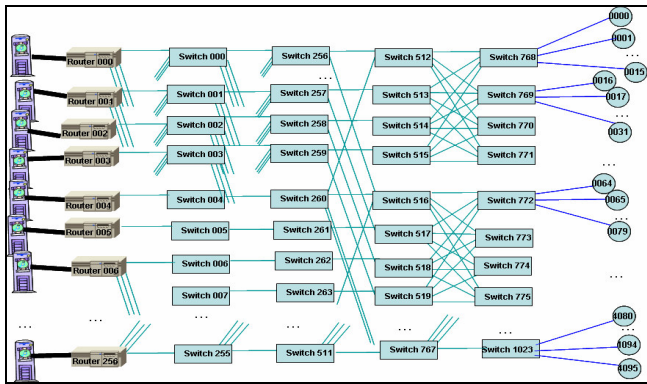 0000
Router 000 Switch 000 Switch 256 Switch 512 Switch 768 0001
... ...
0015
Router 001 Switch 001 Switch 257 Switch 513 Switch 769 0016 0017
...
Router 002 Switch 002 Switch 258 Switch 514 Switch 770 0031
Router 003 Switch 003 Switch 259 Switch 515 Switch 771
...
0064
Router 004 Switch 004 Switch 260 Switch 516 Switch 772 0065
...
Router 005 Switch 005 Switch 261 Switch 517 Switch 773 0079
Router 006 Switch 006 Switch 262 Switch 518 Switch 774
...
Switch 007 Switch 263 Switch 519 Switch 775
... ... ... ... ... ...
4080
...
Router 256 Switch 255 Switch 511 Switch 767 Switch 1023 4094
4095